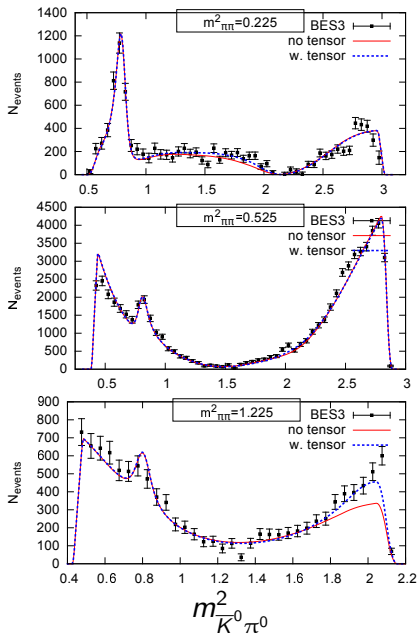 m²ππ=0.225
BES3
no tensor
w. tensor
Nevents
1400
1200
1000
800
600
400
200
0
0.5 1 1.5 2 2.5 3
m²ππ=0.525
BES3
no tensor
w. tensor
Nevents
4500
4000
3500
3000
2500
2000
1500
1000
500
0
0.5 1 1.5 2 2.5 3
m²ππ=1.225
BES3
no tensor
w. tensor
Nevents
900
800
700
600
500
400
300
200
100
0
0.4 0.6 0.8 1 1.2 1.4 1.6 1.8 2 2.2
m²K̅⁰π⁰